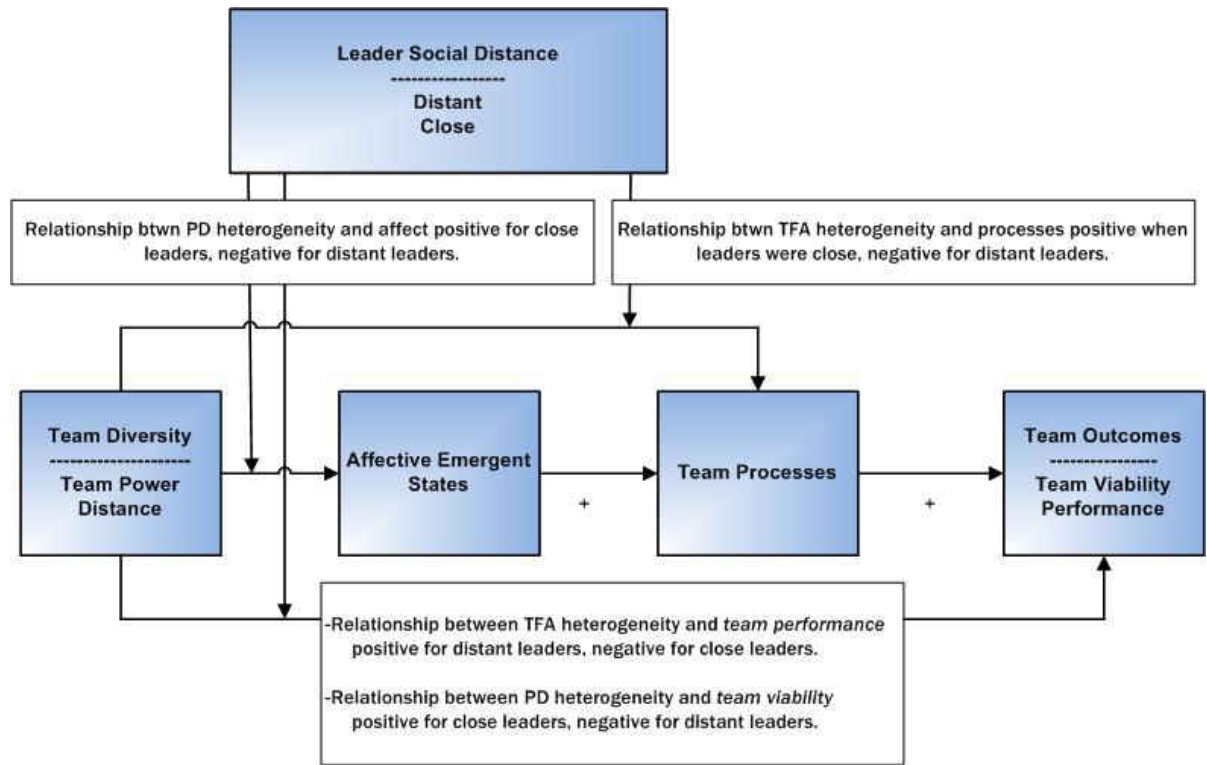 Leader Social Distance
-----------------
Distant
Close
Relationship btwn PD heterogeneity and affect positive for close
leaders, negative for distant leaders.
Relationship btwn TFA heterogeneity and processes positive when
leaders were close, negative for distant leaders.
Team Diversity
---------------------
Team Power
Distance
Affective Emergent
States
+
Team Processes
+
Team Outcomes
----------------
Team Viability
Performance
-Relationship between TFA heterogeneity and team performance
positive for distant leaders, negative for close leaders.
-Relationship between PD heterogeneity and team viability
positive for close leaders, negative for distant leaders.